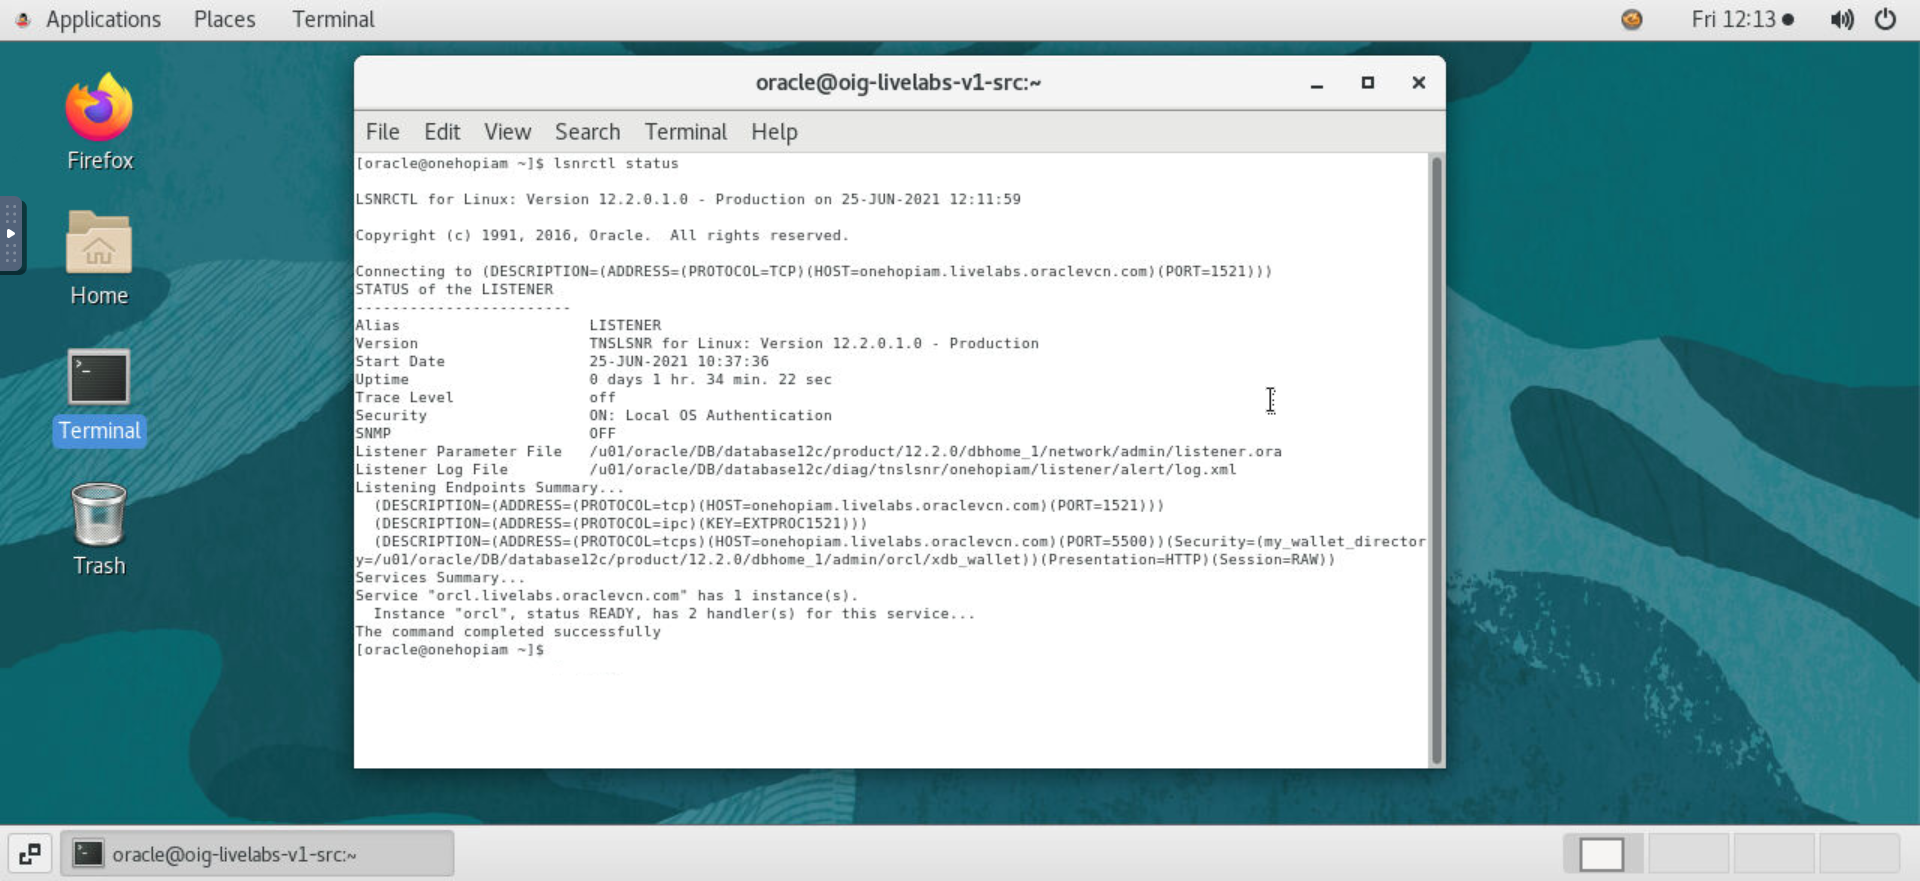 Applications Places Terminal Fri 12:13
oracle@oig-livelabs-v1-src:~
File Edit View Search Terminal Help
Firefox
Home
Terminal
Trash
[oracle@onehopiam ~]$ lsnrctl status
LSNRCTL for Linux: Version 12.2.0.1.0 - Production on 25-JUN-2021 12:11:59
Copyright (c) 1991, 2016, Oracle.  All rights reserved.
Connecting to (DESCRIPTION=(ADDRESS=(PROTOCOL=TCP)(HOST=onehopiam.livelabs.oraclevcn.com)(PORT=1521)))
STATUS of the LISTENER
------------------------
Alias                     LISTENER
Version                   TNSLSNR for Linux: Version 12.2.0.1.0 - Production
Start Date                25-JUN-2021 10:37:36
Uptime                    0 days 1 hr. 34 min. 22 sec
Trace Level               off
Security                  ON: Local OS Authentication
SNMP                      OFF
Listener Parameter File   /u01/oracle/DB/database12c/product/12.2.0/dbhome_1/network/admin/listener.ora
Listener Log File         /u01/oracle/DB/database12c/diag/tnslsnr/onehopiam/listener/alert/log.xml
Listening Endpoints Summary...
  (DESCRIPTION=(ADDRESS=(PROTOCOL=tcp)(HOST=onehopiam.livelabs.oraclevcn.com)(PORT=1521)))
  (DESCRIPTION=(ADDRESS=(PROTOCOL=ipc)(KEY=EXTPROC1521)))
  (DESCRIPTION=(ADDRESS=(PROTOCOL=tcps)(HOST=onehopiam.livelabs.oraclevcn.com)(PORT=5500))(Security=(my_wallet_director
y=/u01/oracle/DB/database12c/product/12.2.0/dbhome_1/admin/orcl/xdb_wallet))(Presentation=HTTP)(Session=RAW))
Services Summary...
Service "orcl.livelabs.oraclevcn.com" has 1 instance(s).
  Instance "orcl", status READY, has 2 handler(s) for this service...
The command completed successfully
[oracle@onehopiam ~]$
oracle@oig-livelabs-v1-src:~